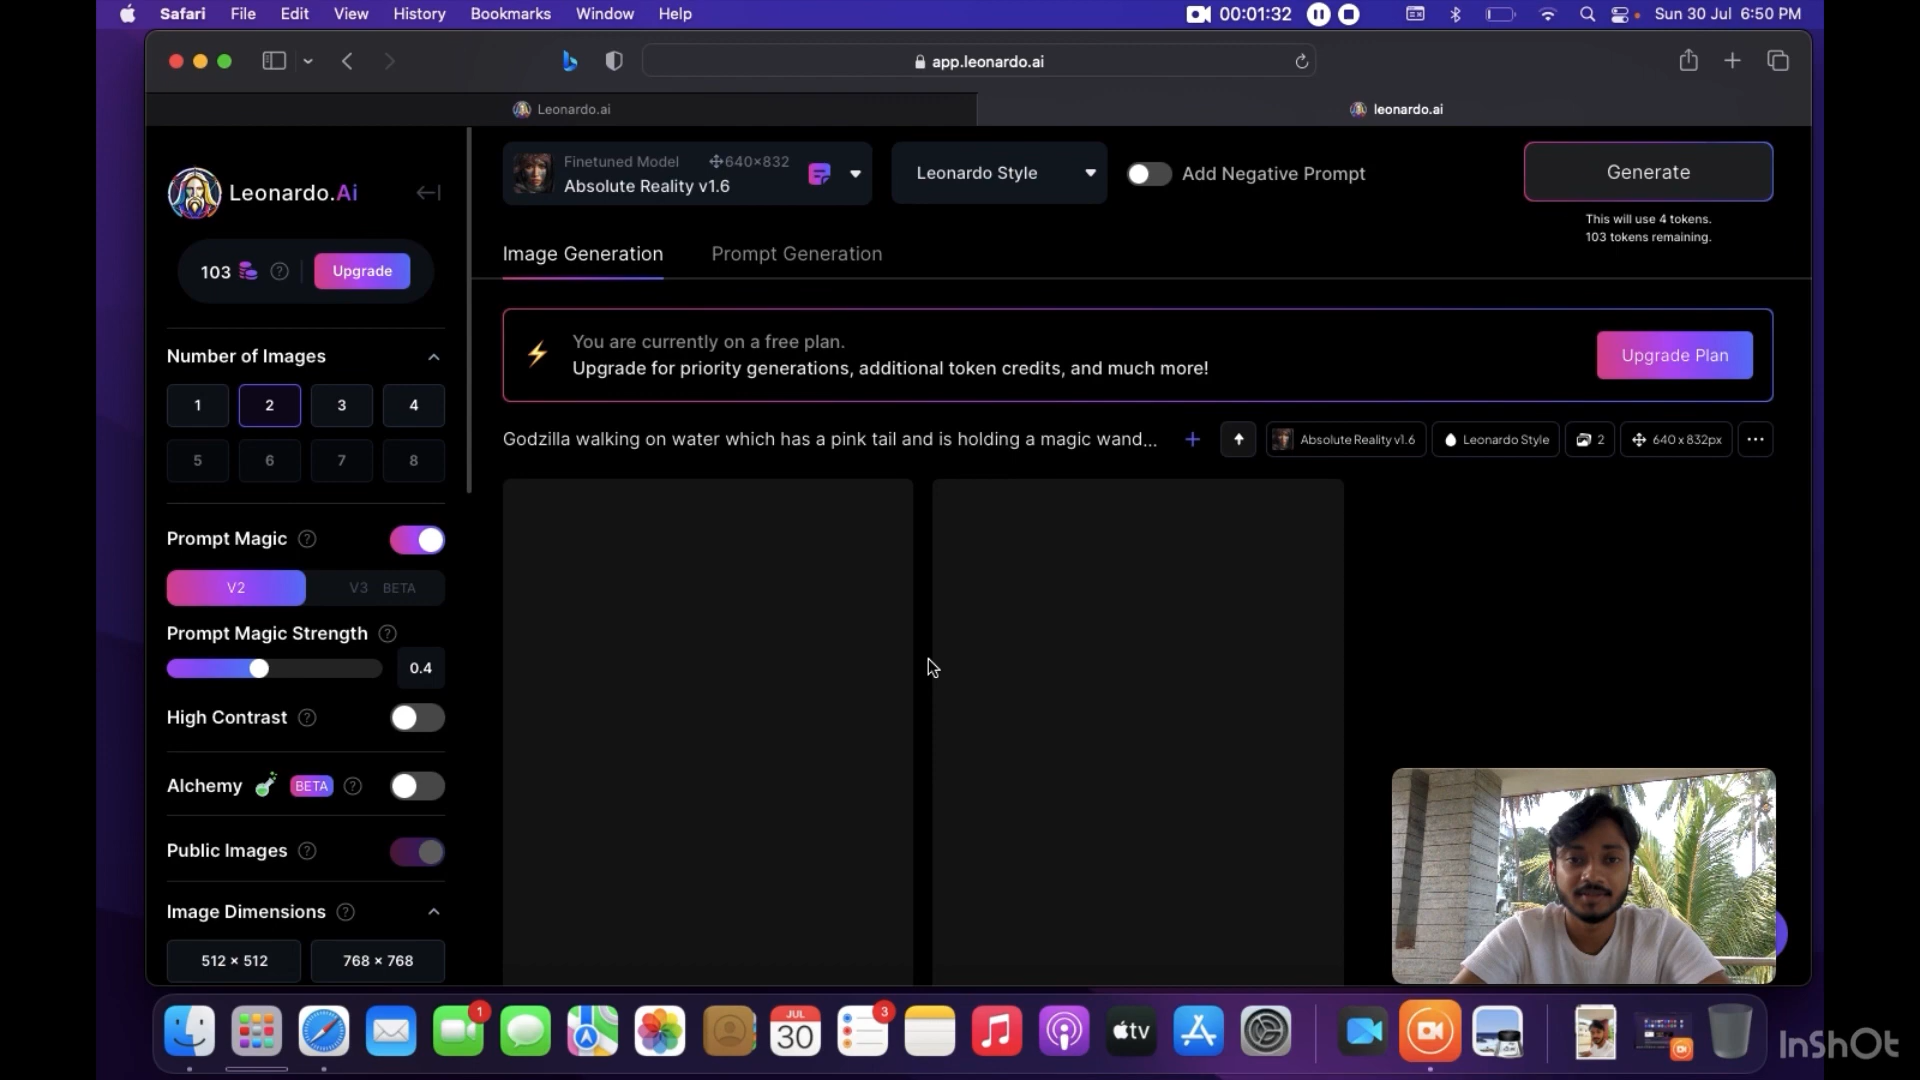 Safari File Edit View History Bookmarks Window Help 00:01:32 Sun 30 Jul 6:50 PM
app.leonardo.ai
Leonardo.ai
leonardo.ai
Leonardo.Ai
103 Upgrade
Finetuned Model 640×832
Absolute Reality v1.6
Leonardo Style
Add Negative Prompt
Generate
This will use 4 tokens.
103 tokens remaining.
Image Generation Prompt Generation
You are currently on a free plan.
Upgrade for priority generations, additional token credits, and much more!
Upgrade Plan
Godzilla walking on water which has a pink tail and is holding a magic wand...
Absolute Reality v1.6 Leonardo Style 2 640 x 832px
Number of Images
1 2 3 4
5 6 7 8
Prompt Magic
V2 V3 BETA
Prompt Magic Strength
0.4
High Contrast
Alchemy BETA
Public Images
Image Dimensions
512 × 512 768 × 768
1
JUL
30
3
tv
InShOt